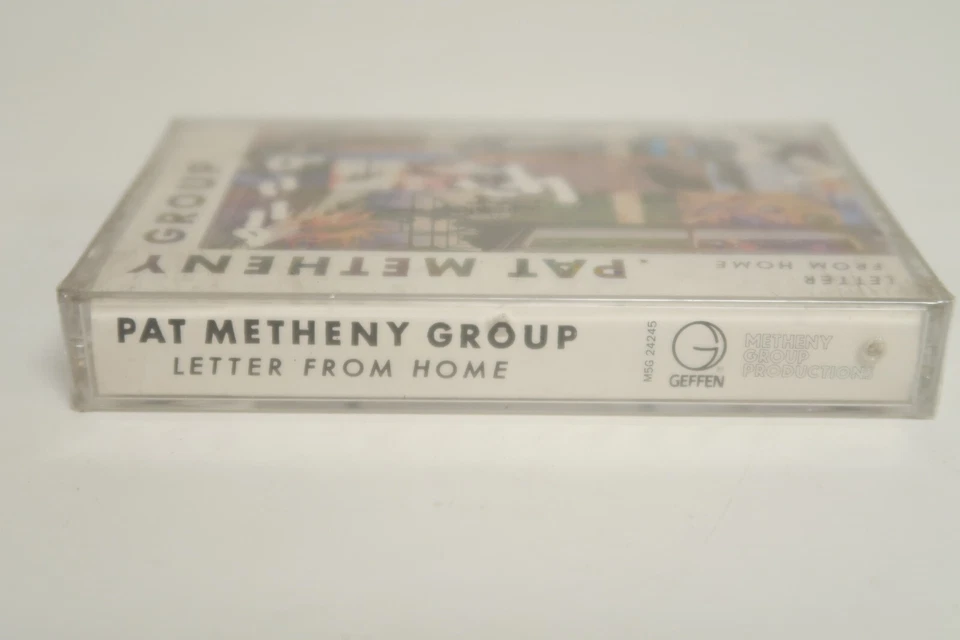 GROUP
. PAT METHENY
LETTER
FROM HOME
PAT METHENY GROUP
LETTER FROM HOME
M5G 24245
G
GEFFEN
METHENY
GROUP
PRODUCTIONS